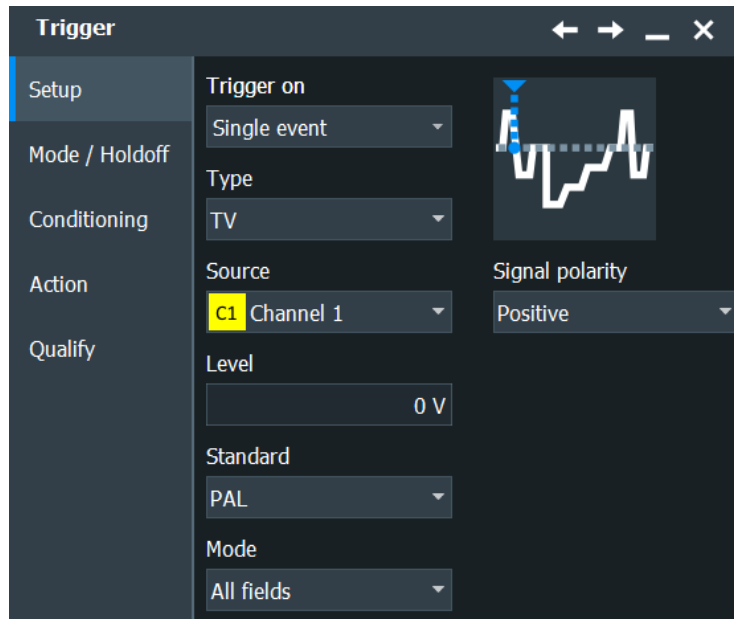 Trigger
Setup
Mode / Holdoff
Conditioning
Action
Qualify
Trigger on
Single event
Type
TV
Source
C1 Channel 1
Level
0 V
Standard
PAL
Mode
All fields
Signal polarity
Positive